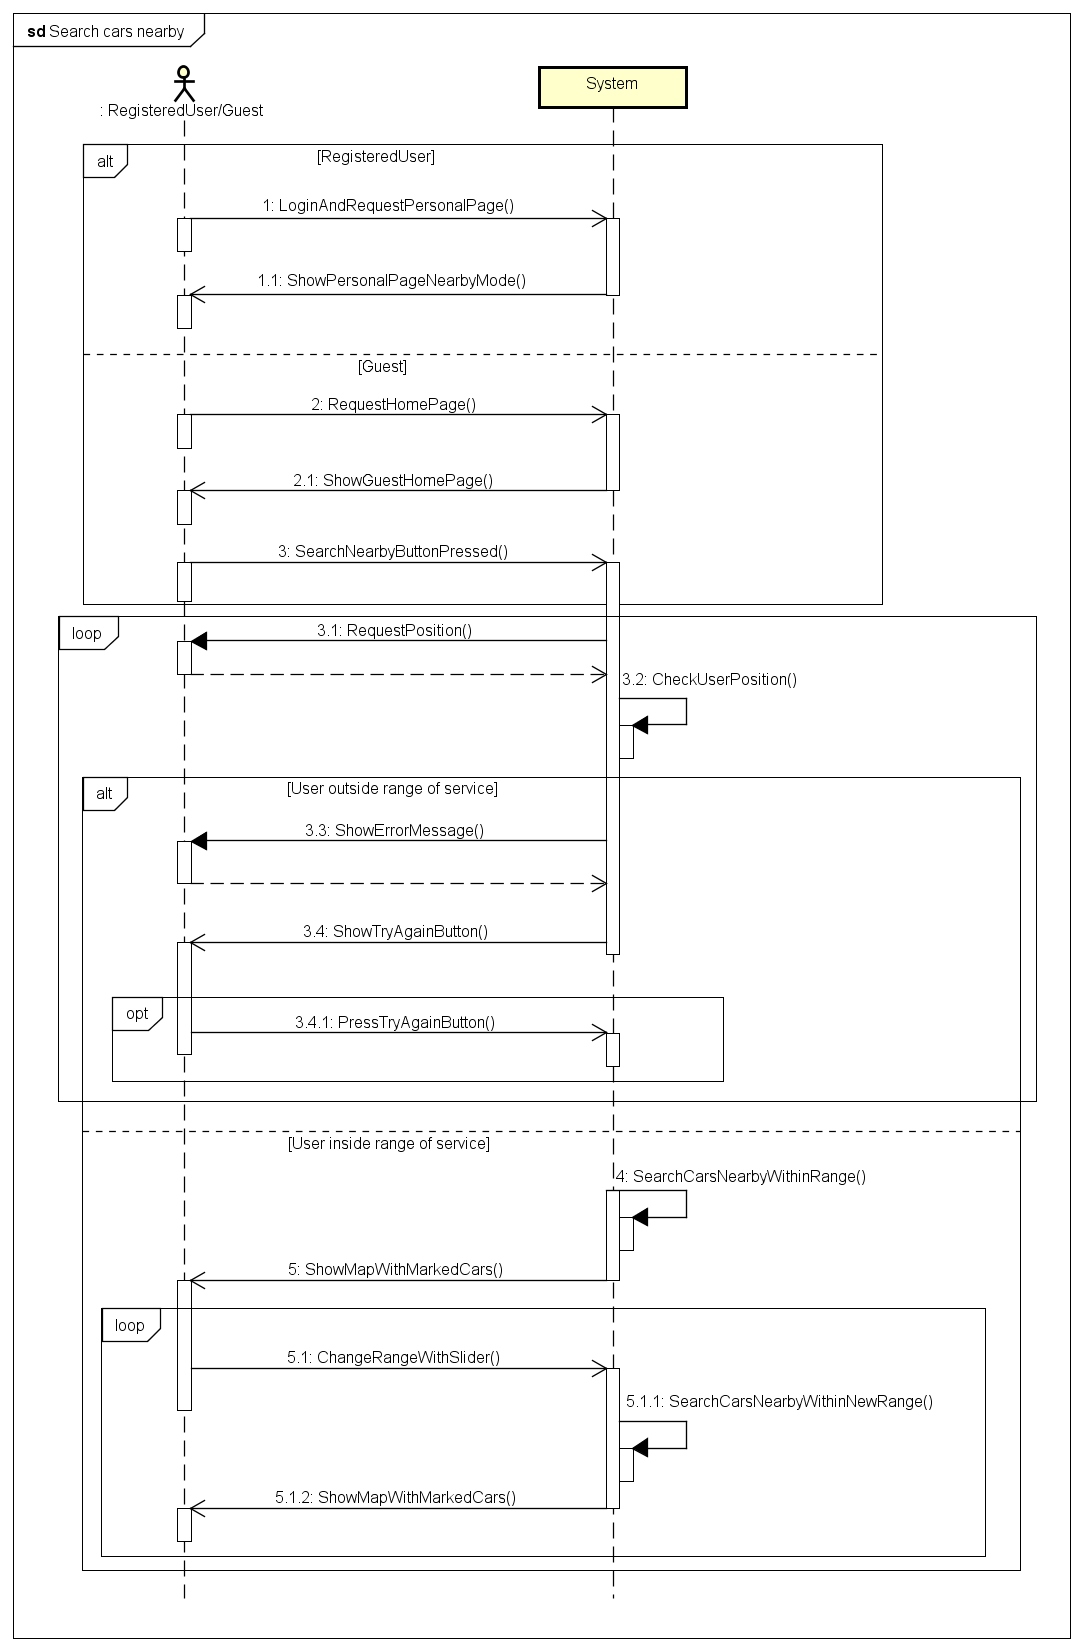 sd Search cars nearby
System
: RegisteredUser/Guest
alt
[RegisteredUser]
1: LoginAndRequestPersonalPage()
1.1: ShowPersonalPageNearbyMode()
[Guest]
2: RequestHomePage()
2.1: ShowGuestHomePage()
3: SearchNearbyButtonPressed()
loop
3.1: RequestPosition()
3.2: CheckUserPosition()
alt
[User outside range of service]
3.3: ShowErrorMessage()
3.4: ShowTryAgainButton()
opt
3.4.1: PressTryAgainButton()
[User inside range of service]
4: SearchCarsNearbyWithinRange()
5: ShowMapWithMarkedCars()
loop
5.1: ChangeRangeWithSlider()
5.1.1: SearchCarsNearbyWithinNewRange()
5.1.2: ShowMapWithMarkedCars()